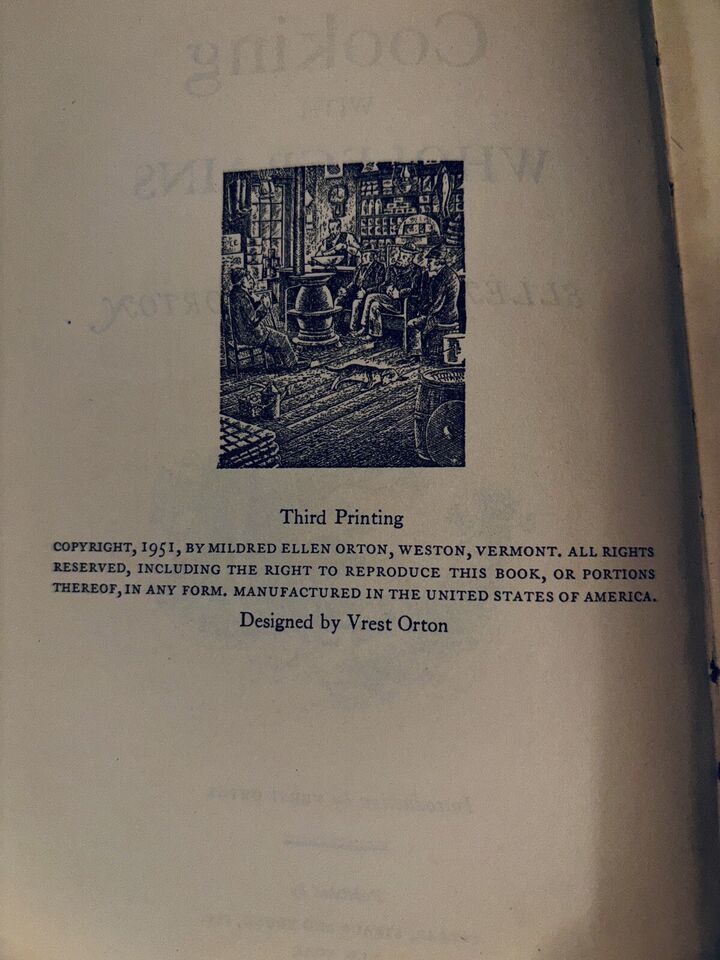 Third Printing
COPYRIGHT, 1951, BY MILDRED ELLEN ORTON, WESTON, VERMONT. ALL RIGHTS
RESERVED, INCLUDING THE RIGHT TO REPRODUCE THIS BOOK, OR PORTIONS
THEREOF, IN ANY FORM. MANUFACTURED IN THE UNITED STATES OF AMERICA.
Designed by Vrest Orton